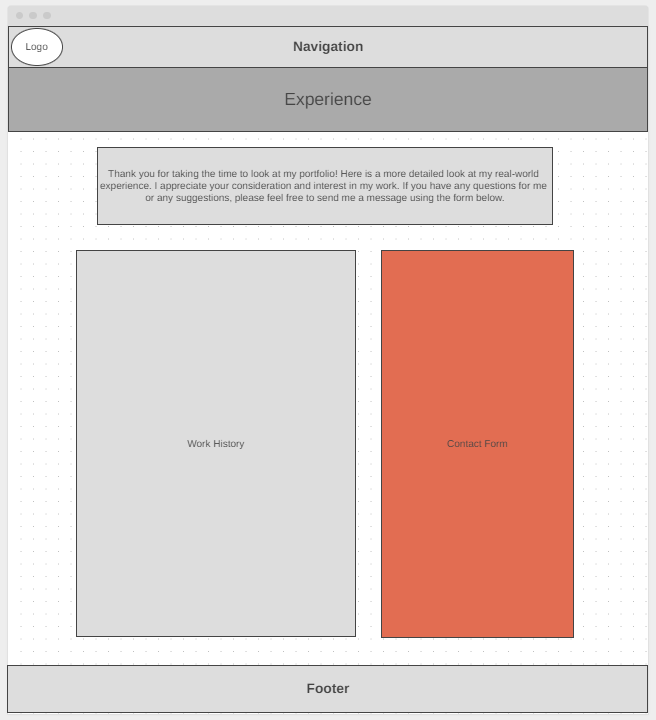 Logo
Navigation
Experience
Thank you for taking the time to look at my portfolio! Here is a more detailed look at my real-world
experience. I appreciate your consideration and interest in my work. If you have any questions for me
or any suggestions, please feel free to send me a message using the form below.
Work History
Contact Form
Footer